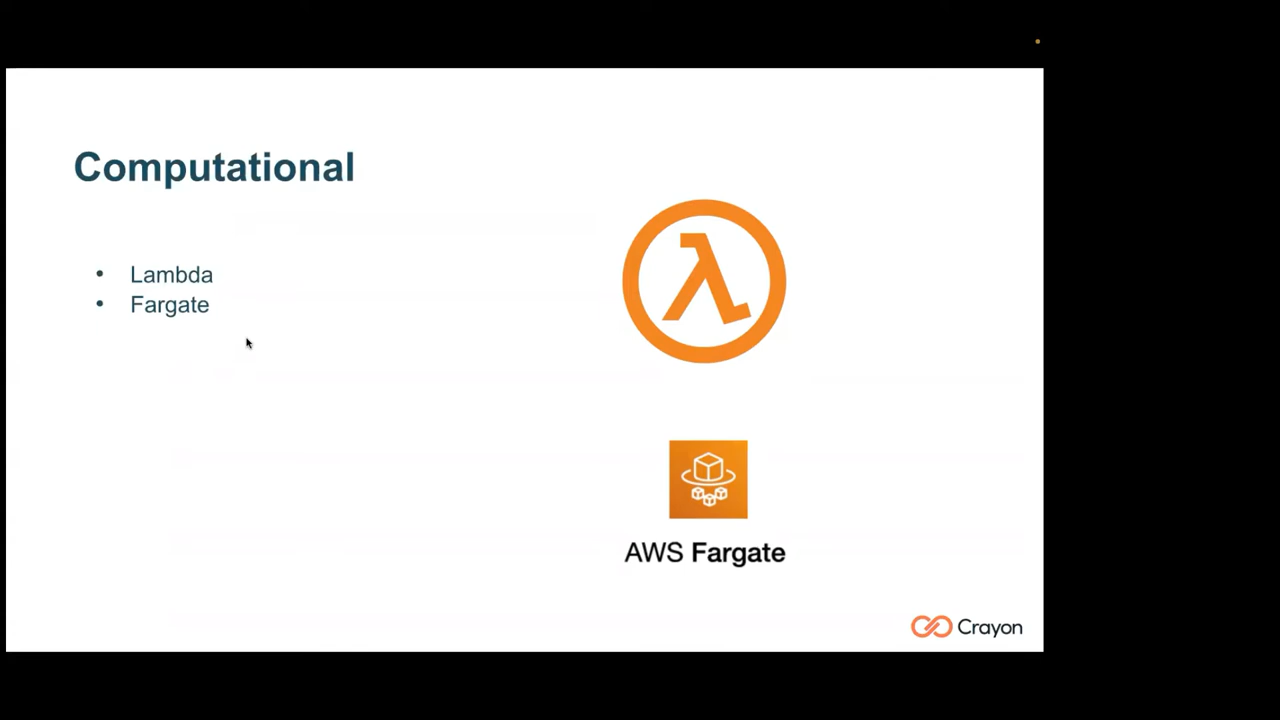 Computational
• Lambda
• Fargate
λ
AWS Fargate
Crayon